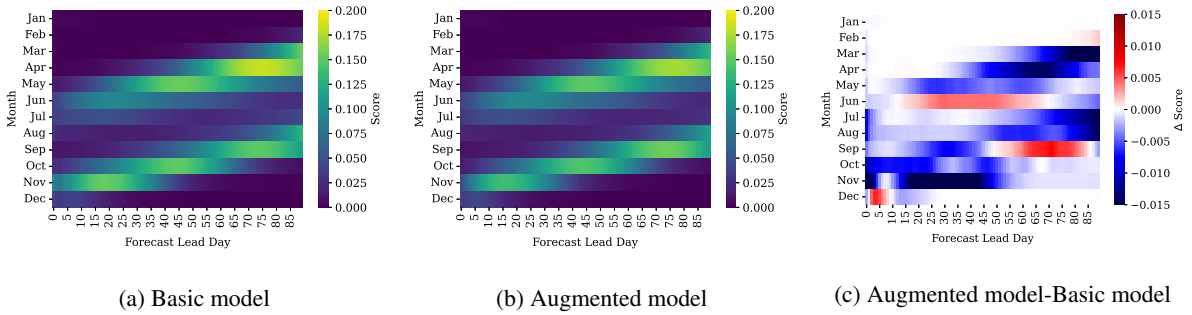 Jan
Feb
Mar
Apr
May
Jun
Jul
Aug
Sep
Oct
Nov
Dec
Month
0 5 10 15 20 25 30 35 40 45 50 55 60 65 70 75 80 85
Forecast Lead Day
0.200
0.175
0.150
0.125
0.100
0.075
0.050
0.025
0.000
Score
(a) Basic model
Jan
Feb
Mar
Apr
May
Jun
Jul
Aug
Sep
Oct
Nov
Dec
Month
0 5 10 15 20 25 30 35 40 45 50 55 60 65 70 75 80 85
Forecast Lead Day
0.200
0.175
0.150
0.125
0.100
0.075
0.050
0.025
0.000
Score
(b) Augmented model
Jan
Feb
Mar
Apr
May
Jun
Jul
Aug
Sep
Oct
Nov
Dec
Month
0 5 10 15 20 25 30 35 40 45 50 55 60 65 70 75 80 85
Forecast Lead Day
0.015
0.010
0.005
0.000
−0.005
−0.010
−0.015
Δ Score
(c) Augmented model-Basic model